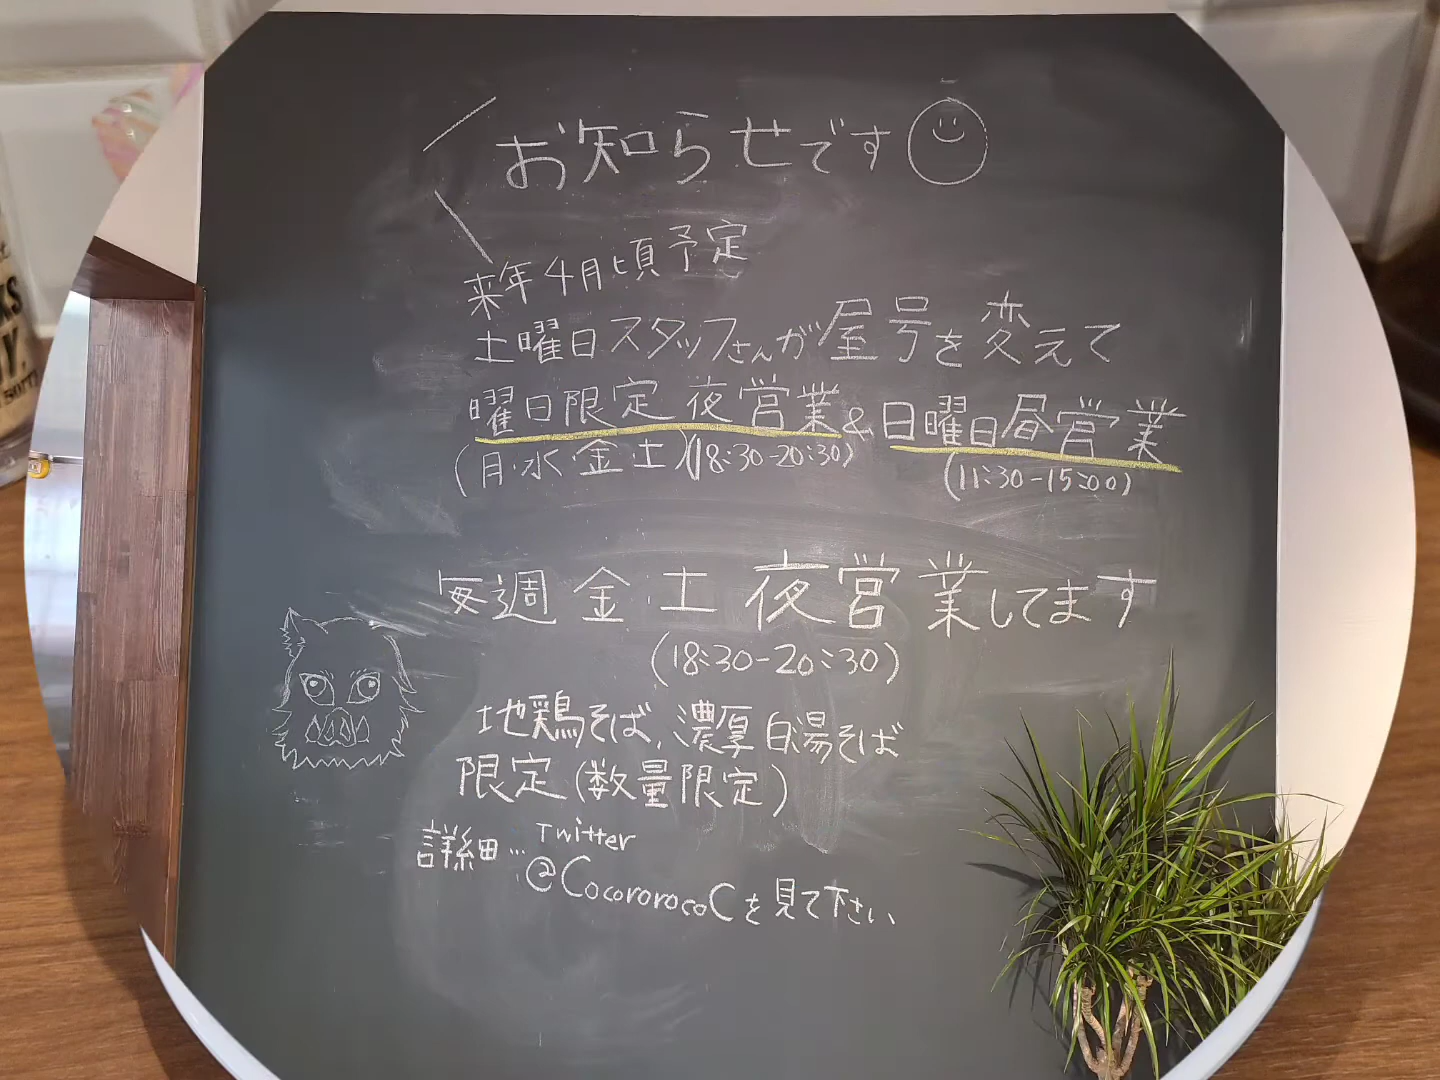 お知らせです
来年4月頃予定
土曜日スタッフさんが屋号を変えて
曜日限定 夜営業&日曜日昼営業
(月・水 金 土)(18:30-20:30)
(11:30-15:00)
毎週 金 土 夜営業してます
(18:30-20:30)
地鶏そば、濃厚白湯そば
限定(数量限定)
Twitter
詳細…@CocororocoCを見て下さい